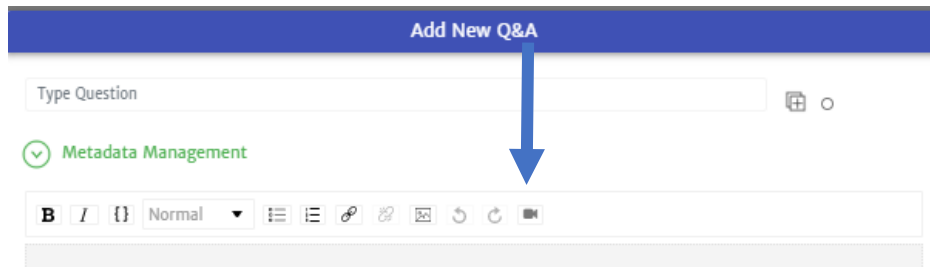 Add New Q&A
Type Question
Metadata Management
B I {} Normal